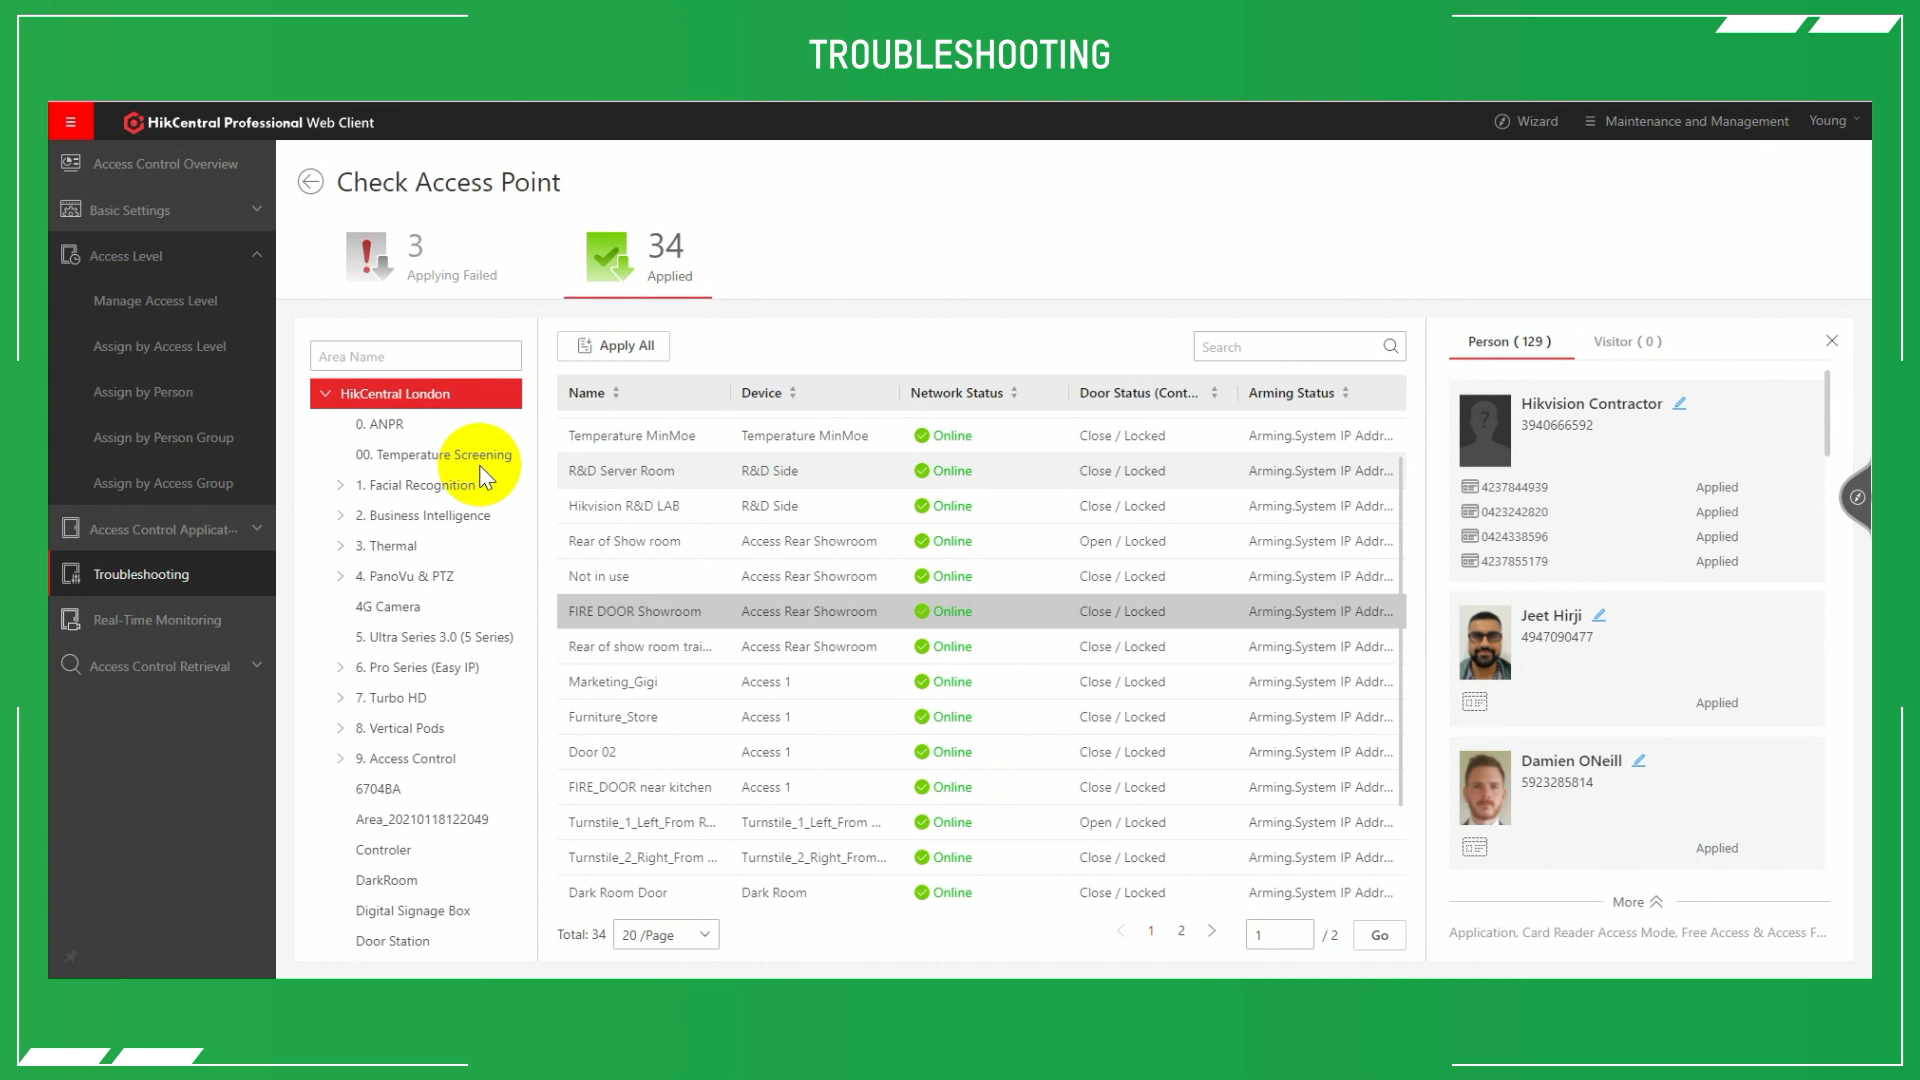 TROUBLESHOOTING
HikCentral Professional Web Client
Wizard
Maintenance and Management
Young
Access Control Overview
Basic Settings
Access Level
Manage Access Level
Assign by Access Level
Assign by Person
Assign by Person Group
Assign by Access Group
Access Control Applicat...
Troubleshooting
Real-Time Monitoring
Access Control Retrieval
Check Access Point
3
Applying Failed
34
Applied
Area Name
HikCentral London
0. ANPR
00. Temperature Screening
1. Facial Recognition
2. Business Intelligence
3. Thermal
4. PanoVu & PTZ
4G Camera
5. Ultra Series 3.0 (5 Series)
6. Pro Series (Easy IP)
7. Turbo HD
8. Vertical Pods
9. Access Control
6704BA
Area_20210118122049
Controler
DarkRoom
Digital Signage Box
Door Station
Apply All
Search
Name Device Network Status Door Status (Cont... Arming Status
Temperature MinMoe Temperature MinMoe Online Close / Locked Arming.System IP Addr...
R&D Server Room R&D Side Online Close / Locked Arming.System IP Addr...
Hikvision R&D LAB R&D Side Online Close / Locked Arming.System IP Addr...
Rear of Show room Access Rear Showroom Online Open / Locked Arming.System IP Addr...
Not in use Access Rear Showroom Online Close / Locked Arming.System IP Addr...
FIRE DOOR Showroom Access Rear Showroom Online Close / Locked Arming.System IP Addr...
Rear of show room trai... Access Rear Showroom Online Close / Locked Arming.System IP Addr...
Marketing_Gigi Access 1 Online Close / Locked Arming.System IP Addr...
Furniture_Store Access 1 Online Close / Locked Arming.System IP Addr...
Door 02 Access 1 Online Close / Locked Arming.System IP Addr...
FIRE_DOOR near kitchen Access 1 Online Close / Locked Arming.System IP Addr...
Turnstile_1_Left_From R... Turnstile_1_Left_From ... Online Open / Locked Arming.System IP Addr...
Turnstile_2_Right_From ... Turnstile_2_Right_From... Online Close / Locked Arming.System IP Addr...
Dark Room Door Dark Room Online Close / Locked Arming.System IP Addr...
Total: 34 20 /Page 1 2 1 / 2 Go
Person ( 129 ) Visitor ( 0 )
Hikvision Contractor
3940666592
4237844939 Applied
0423242820 Applied
0424338596 Applied
4237855179 Applied
Jeet Hirji
4947090477
Applied
Damien ONeill
5923285814
Applied
More
Application, Card Reader Access Mode, Free Access & Access F...